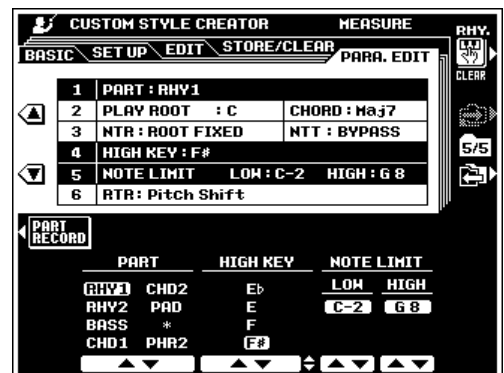 CUSTOM STYLE CREATOR MEASURE RHY.
BASIC SET UP EDIT STORE/CLEAR PARA. EDIT
CLEAR
1 PART : RHY1
2 PLAY ROOT : C CHORD : Maj7
3 NTR : ROOT FIXED NTT : BYPASS
4 HIGH KEY : F#
5/5
5 NOTE LIMIT LOW : C-2 HIGH : G 8
6 RTR : Pitch Shift
PART
RECORD
PART HIGH KEY NOTE LIMIT
LOW HIGH
RHY1 CHD2 E♭ C-2 G 8
RHY2 PAD E
BASS * F
CHD1 PHR2 F#